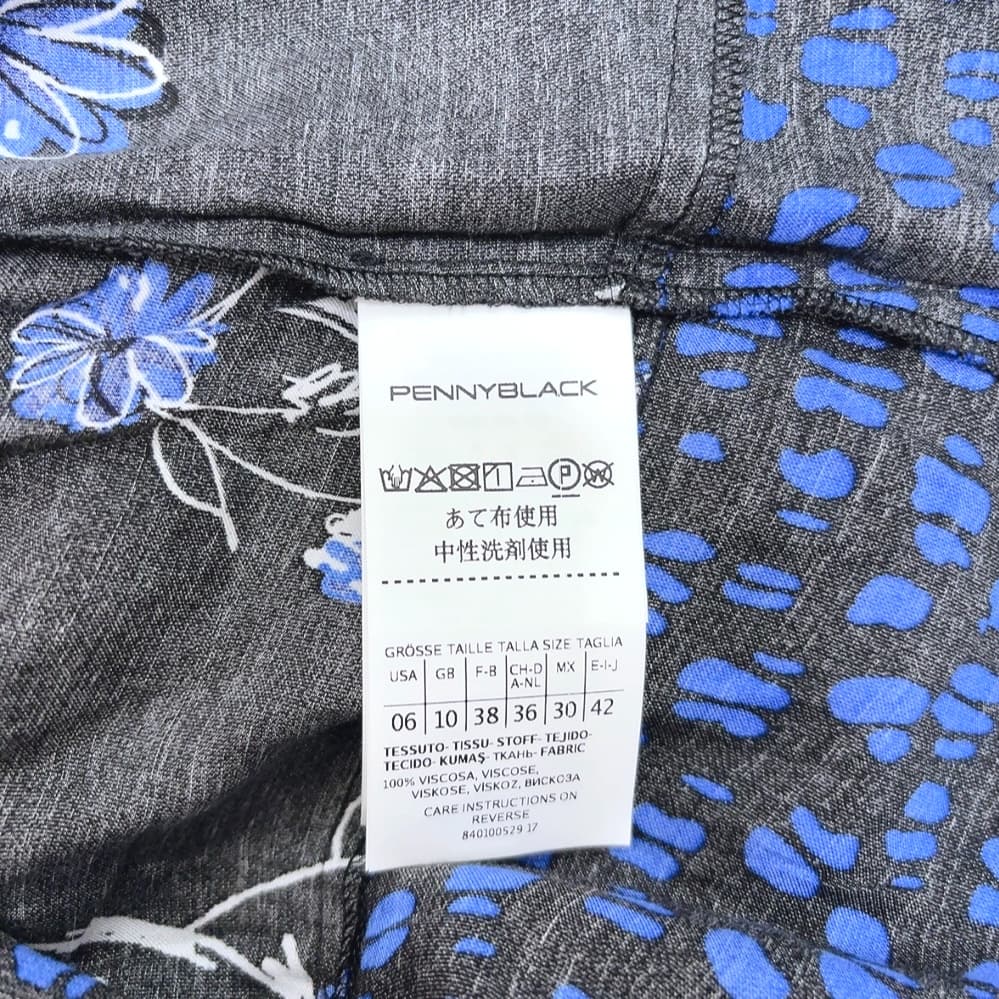 PENNYBLACK
P W
あて布使用
中性洗剤使用
GRÖSSE TAILLE TALLA SIZE TAGLIA
USA GB F-B CH-D A-NL MX E-I-J
06 10 38 36 30 42
TESSUTO- TISSU- STOFF- TEJIDO-
TECIDO- KUMAŞ- ТКАНЬ- FABRIC
100% VISCOSA, VISCOSE,
VISKOSE, VISKOZ, ВИСКОЗА
CARE INSTRUCTIONS ON
REVERSE
840100529 17